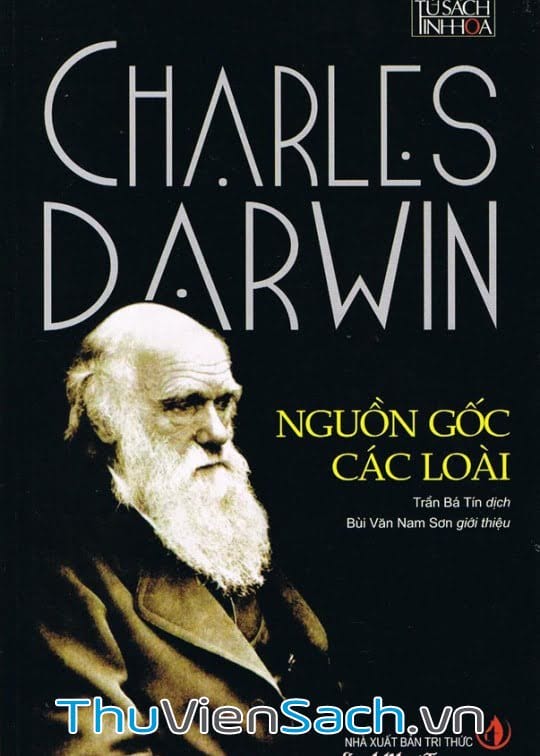 TỦ SÁCH
TINH HOA
CHARLES
DARWIN
NGUỒN GỐC
CÁC LOÀI
Trần Bá Tín dịch
Bùi Văn Nam Sơn giới thiệu
ThuVienSach.vn
NHÀ XUẤT BẢN TRI THỨC